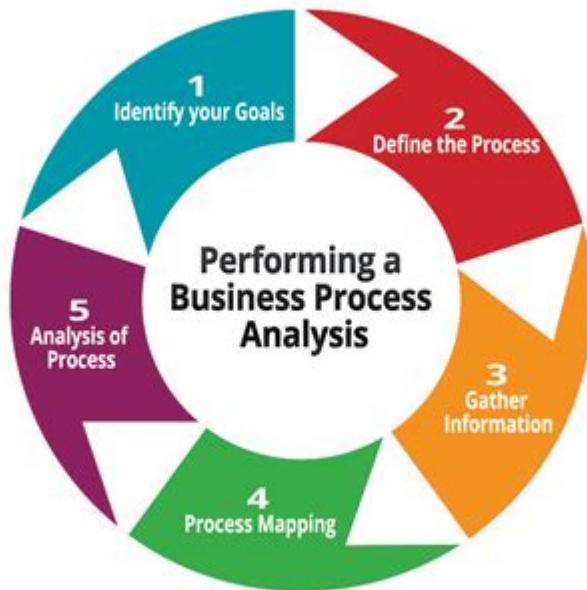 1
Identify your Goals
2
Define the Process
3
Gather
Information
4
Process Mapping
5
Analysis of
Process
Performing a
Business Process
Analysis